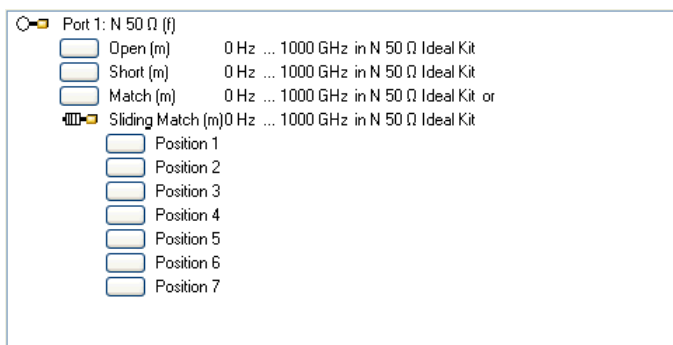 Port 1: N 50 Ω (f)
Open (m) 0 Hz ... 1000 GHz in N 50 Ω Ideal Kit
Short (m) 0 Hz ... 1000 GHz in N 50 Ω Ideal Kit
Match (m) 0 Hz ... 1000 GHz in N 50 Ω Ideal Kit or
Sliding Match (m)0 Hz ... 1000 GHz in N 50 Ω Ideal Kit
Position 1
Position 2
Position 3
Position 4
Position 5
Position 6
Position 7